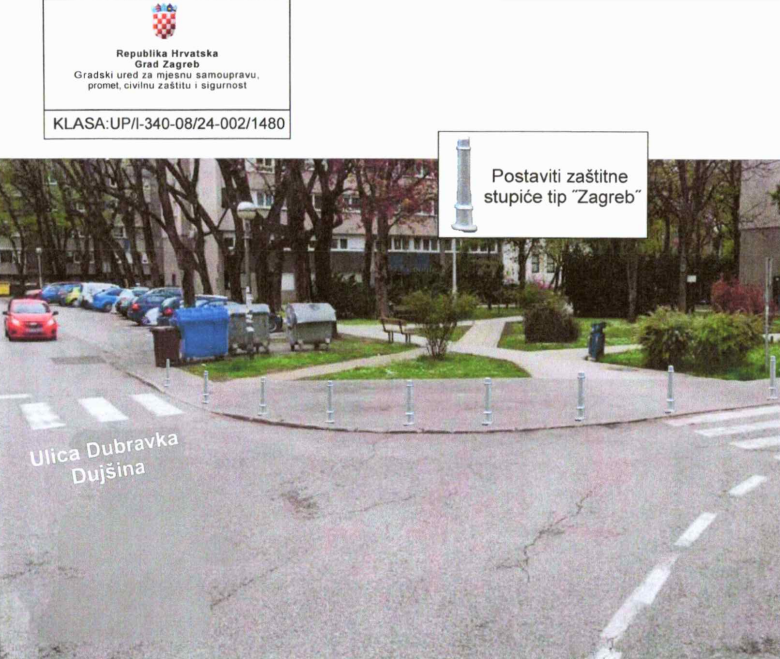 Republika Hrvatska
Grad Zagreb
Gradski ured za mjesnu samoupravu,
promet, civilnu zaštitu i sigurnost
KLASA:UP/I-340-08/24-002/1480
Postaviti zaštitne
stupiće tip ˝Zagreb˝
Ulica Dubravka
Dujšina